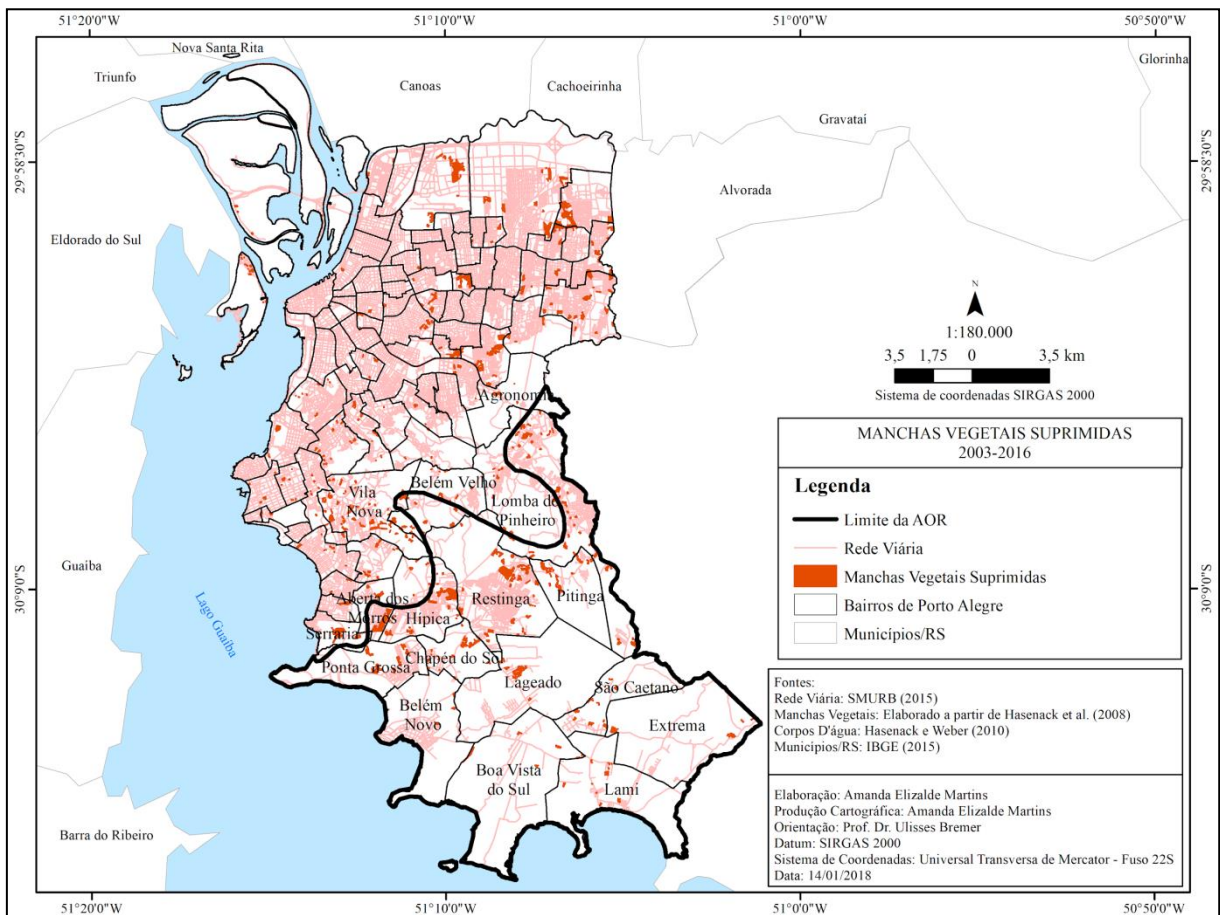 51°20'0"W
51°10'0"W
51°0'0"W
50°50'0"W
Nova Santa Rita
Triunfo
Canoas
Cachoeirinha
Glorinha
Gravataí
29°58'30"S
29°58'30"S
Alvorada
Eldorado do Sul
N
1:180.000
3,5 1,75 0 3,5 km
Sistema de coordenadas SIRGAS 2000
Agronomia
MANCHAS VEGETAIS SUPRIMIDAS
2003-2016
Legenda
Limite da AOR
Rede Viária
Manchas Vegetais Suprimidas
Bairros de Porto Alegre
Municípios/RS
Belém Velho
Vila
Nova
Lomba do
Pinheiro
Guaíba
30°9'0"S
30°9'0"S
Lago Guaíba
Aberta dos
Morros
Hípica
Restinga
Pitinga
Serraria
Ponta Grossa
Chapéu do Sol
Lageado
São Caetano
Belém
Novo
Extrema
Boa Vista
do Sul
Lami
Barra do Ribeiro
Fontes:
Rede Viária: SMURB (2015)
Manchas Vegetais: Elaborado a partir de Hasenack et al. (2008)
Corpos D'água: Hasenack e Weber (2010)
Municípios/RS: IBGE (2015)
Elaboração: Amanda Elizalde Martins
Produção Cartográfica: Amanda Elizalde Martins
Orientação: Prof. Dr. Ulisses Bremer
Datum: SIRGAS 2000
Sistema de Coordenadas: Universal Transversa de Mercator - Fuso 22S
Data: 14/01/2018
51°20'0"W
51°10'0"W
51°0'0"W
50°50'0"W